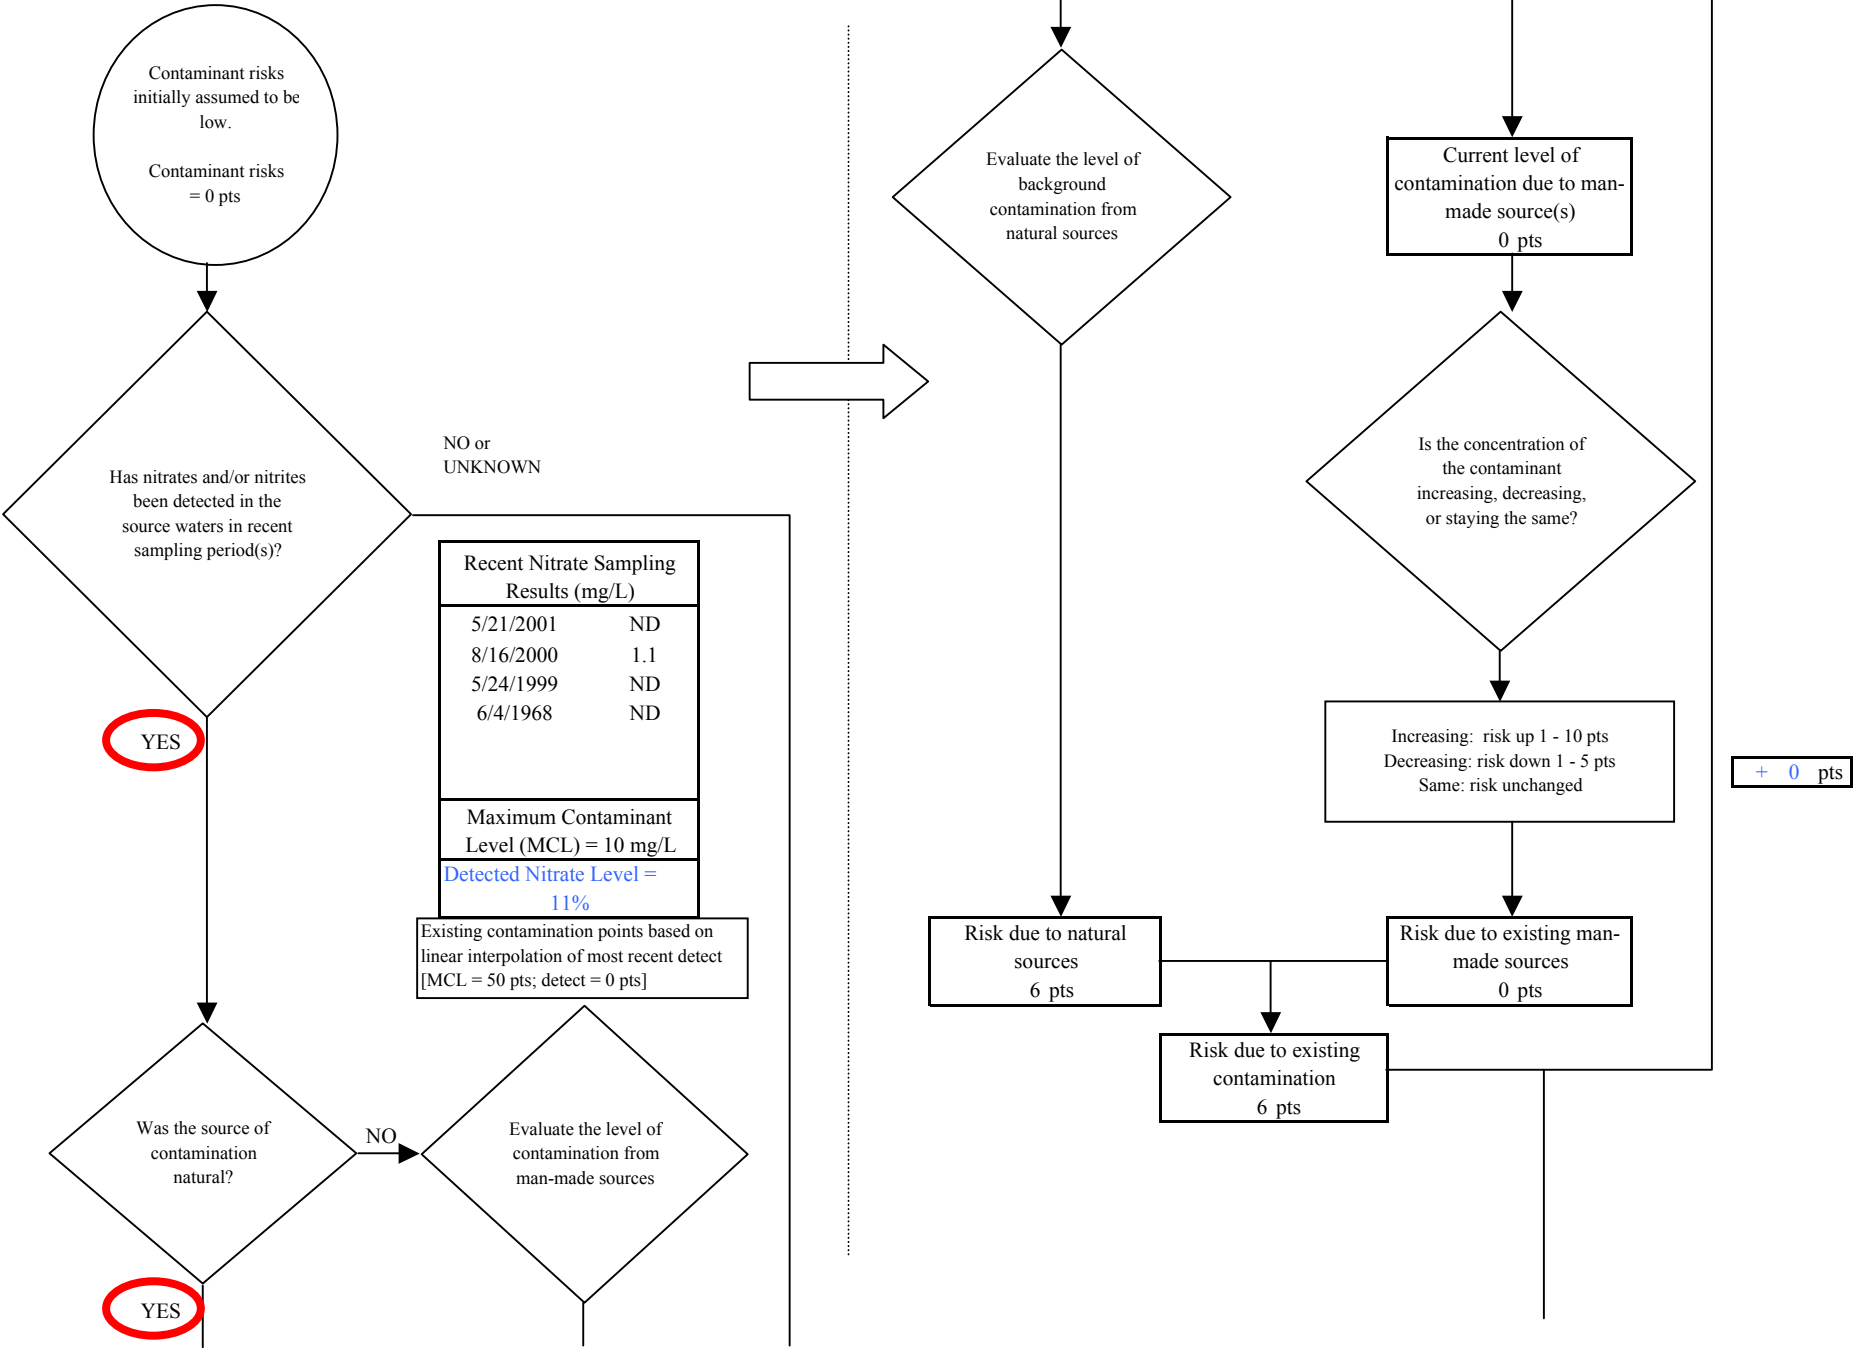 Contaminant risks
initially assumed to be
low.
Contaminant risks
= 0 pts
Has nitrates and/or nitrites
been detected in the
source waters in recent
sampling period(s)?
NO or
UNKNOWN
YES
Recent Nitrate Sampling
Results (mg/L)
5/21/2001 ND
8/16/2000 1.1
5/24/1999 ND
6/4/1968 ND
Maximum Contaminant
Level (MCL) = 10 mg/L
Detected Nitrate Level =
11%
Existing contamination points based on
linear interpolation of most recent detect
[MCL = 50 pts; detect = 0 pts]
Was the source of
contamination
natural?
NO
Evaluate the level of
contamination from
man-made sources
YES
Evaluate the level of
background
contamination from
natural sources
Current level of
contamination due to man-
made source(s)
0 pts
Is the concentration of
the contaminant
increasing, decreasing,
or staying the same?
Increasing: risk up 1 - 10 pts
Decreasing: risk down 1 - 5 pts
Same: risk unchanged
+ 0 pts
Risk due to natural
sources
6 pts
Risk due to existing man-
made sources
0 pts
Risk due to existing
contamination
6 pts